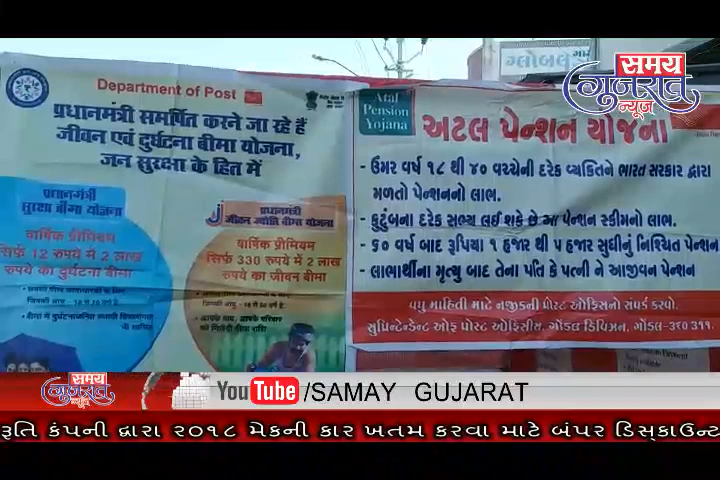 ગ્લોબલ
समय
ગુજરાત
न्यूज़
Department of Post
प्रधानमंत्री समर्पित करने जा रहे हैं
जीवन एवं दुर्घटना बीमा योजना,
जन सुरक्षा के हित में
प्रधानमंत्री
सुरक्षा बीमा योजना
वार्षिक प्रीमियम
सिर्फ 12 रुपये में 2 लाख
रुपये का दुर्घटना बीमा
प्रधानमंत्री
जीवन ज्योति बीमा योजना
वार्षिक प्रीमियम
सिर्फ 330 रुपये में 2 लाख
रुपये का जीवन बीमा
Atal
Pension
Yojana
અટલ પેન્શન યોજના
- ઉંમર વર્ષ ૧૮ થી ૪૦ વચ્ચેની દરેક વ્યક્તિને ભારત સરકાર દ્વારા
મળતો પેન્શનનો લાભ.
- કુટુંબના દરેક સભ્ય લઈ શકે છે આ પેન્શન સ્કીમનો લાભ.
- ૬૦ વર્ષ બાદ રૂપિયા ૧ હજાર થી ૫ હજાર સુધીનું નિશ્ચિત પેન્શન
- લાભાર્થીના મૃત્યુ બાદ તેના પતિ કે પત્ની ને આજીવન પેન્શન
વધુ માહિતી માટે નજીકની પોસ્ટ ઓફિસનો સંપર્ક કરવો.
સુપ્રિન્ટેન્ડેન્ટ ઓફ પોસ્ટ ઓફિસીસ, ગોંડલ ડિવિઝન, ગોંડલ-૩૬૦ ૩૧૧.
समय
ગુજરાત
न्यूज़
YouTube/SAMAY GUJARAT
રૂતિ કંપની દ્વારા ૨૦૧૮ મેકની કાર ખતમ કરવા માટે બંપર ડિસ્કાઉન્ટ